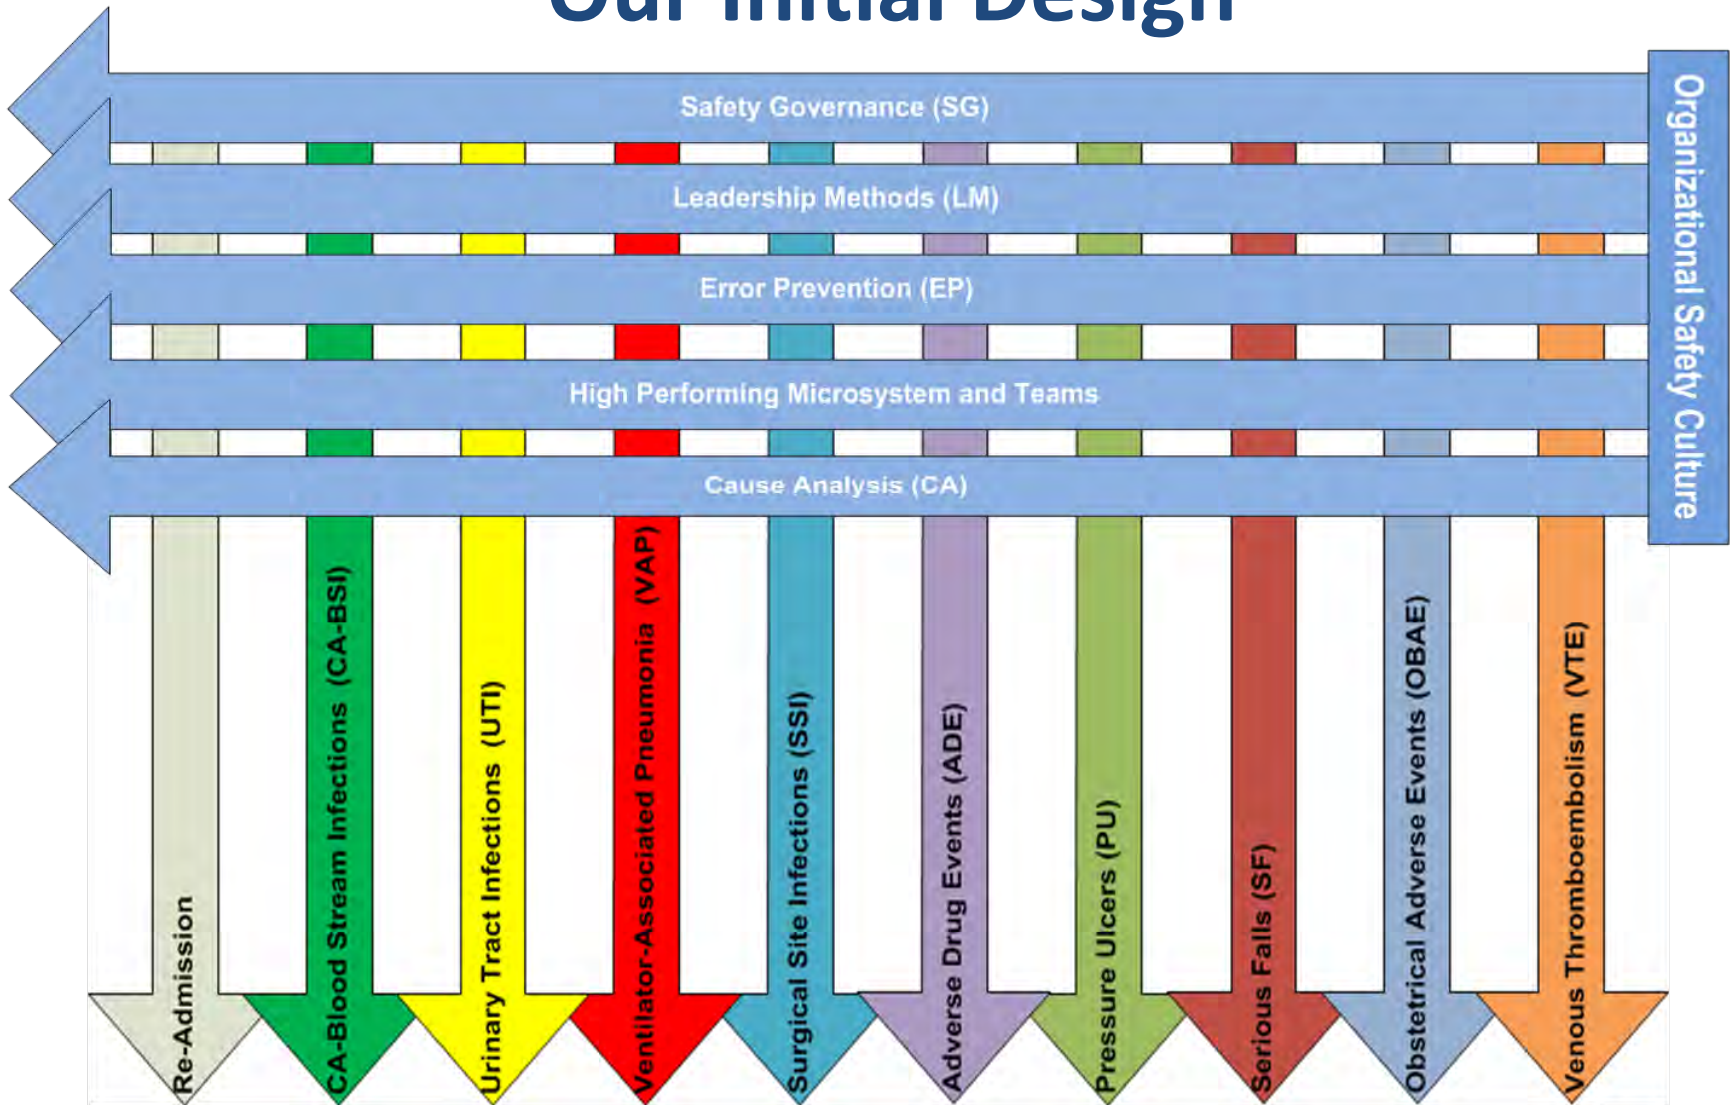 Our Initial Design
Safety Governance (SG)
Leadership Methods (LM)
Error Prevention (EP)
High Performing Microsystem and Teams
Cause Analysis (CA)
Organizational Safety Culture
Re-Admission
CA-Blood Stream Infections (CA-BSI)
Urinary Tract Infections (UTI)
Ventilator-Associated Pneumonia (VAP)
Surgical Site Infections (SSI)
Adverse Drug Events (ADE)
Pressure Ulcers (PU)
Serious Falls (SF)
Obstetrical Adverse Events (OBAE)
Venous Thromboembolism (VTE)